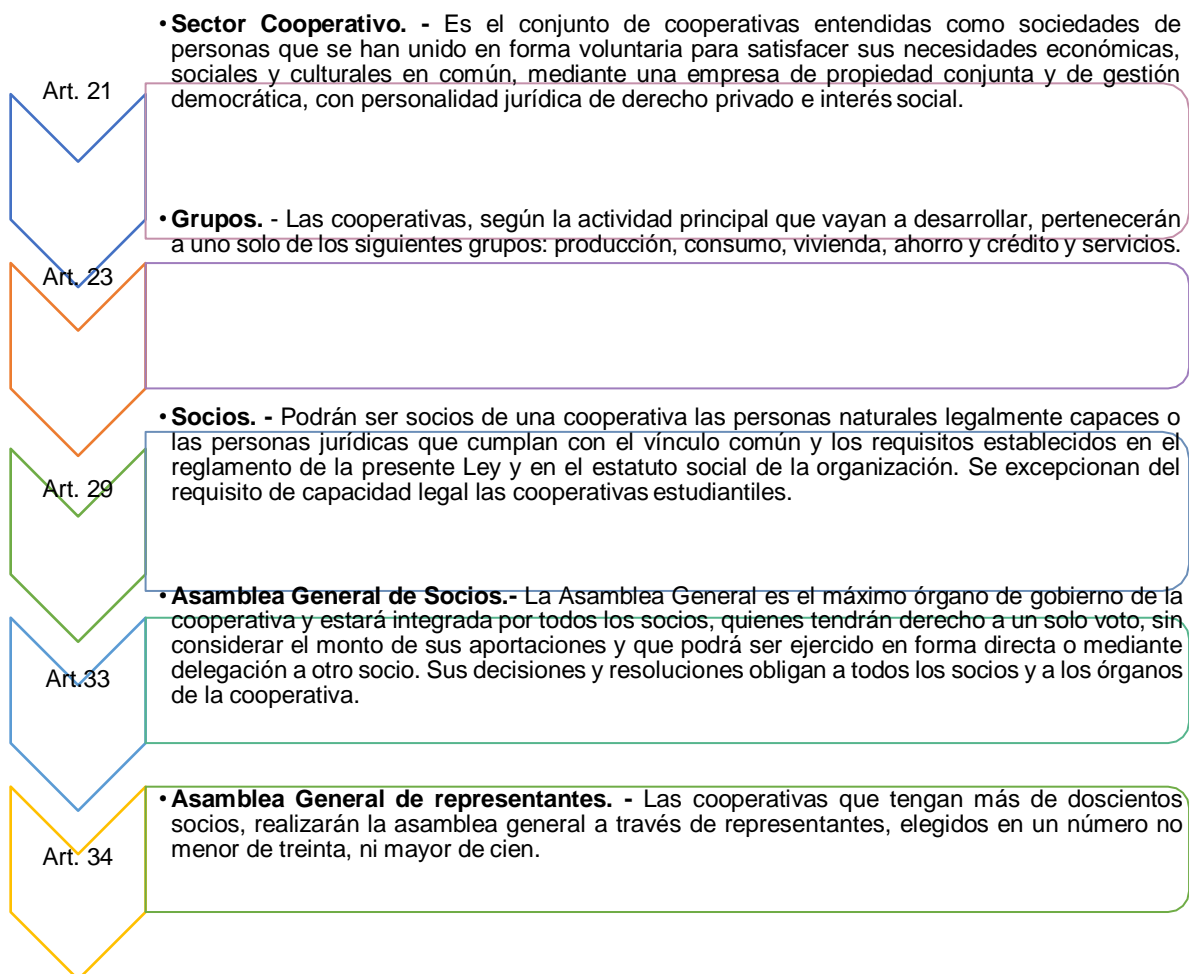 • Sector Cooperativo. - Es el conjunto de cooperativas entendidas como sociedades de
personas que se han unido en forma voluntaria para satisfacer sus necesidades económicas,
sociales y culturales en común, mediante una empresa de propiedad conjunta y de gestión
Art. 21
democrática, con personalidad jurídica de derecho privado e interés social.
• Grupos. - Las cooperativas, según la actividad principal que vayan a desarrollar, pertenecerán
a uno solo de los siguientes grupos: producción, consumo, vivienda, ahorro y crédito y servicios.
Art. 23
• Socios. - Podrán ser socios de una cooperativa las personas naturales legalmente capaces o
las personas jurídicas que cumplan con el vínculo común y los requisitos establecidos en el
reglamento de la presente Ley y en el estatuto social de la organización. Se excepcionan del
Art. 29
requisito de capacidad legal las cooperativas estudiantiles.
• Asamblea General de Socios.- La Asamblea General es el máximo órgano de gobierno de la
cooperativa y estará integrada por todos los socios, quienes tendrán derecho a un solo voto, sin
considerar el monto de sus aportaciones y que podrá ser ejercido en forma directa o mediante
delegación a otro socio. Sus decisiones y resoluciones obligan a todos los socios y a los órganos
Art.33
de la cooperativa.
• Asamblea General de representantes. - Las cooperativas que tengan más de doscientos
socios, realizarán la asamblea general a través de representantes, elegidos en un número no
menor de treinta, ni mayor de cien.
Art. 34